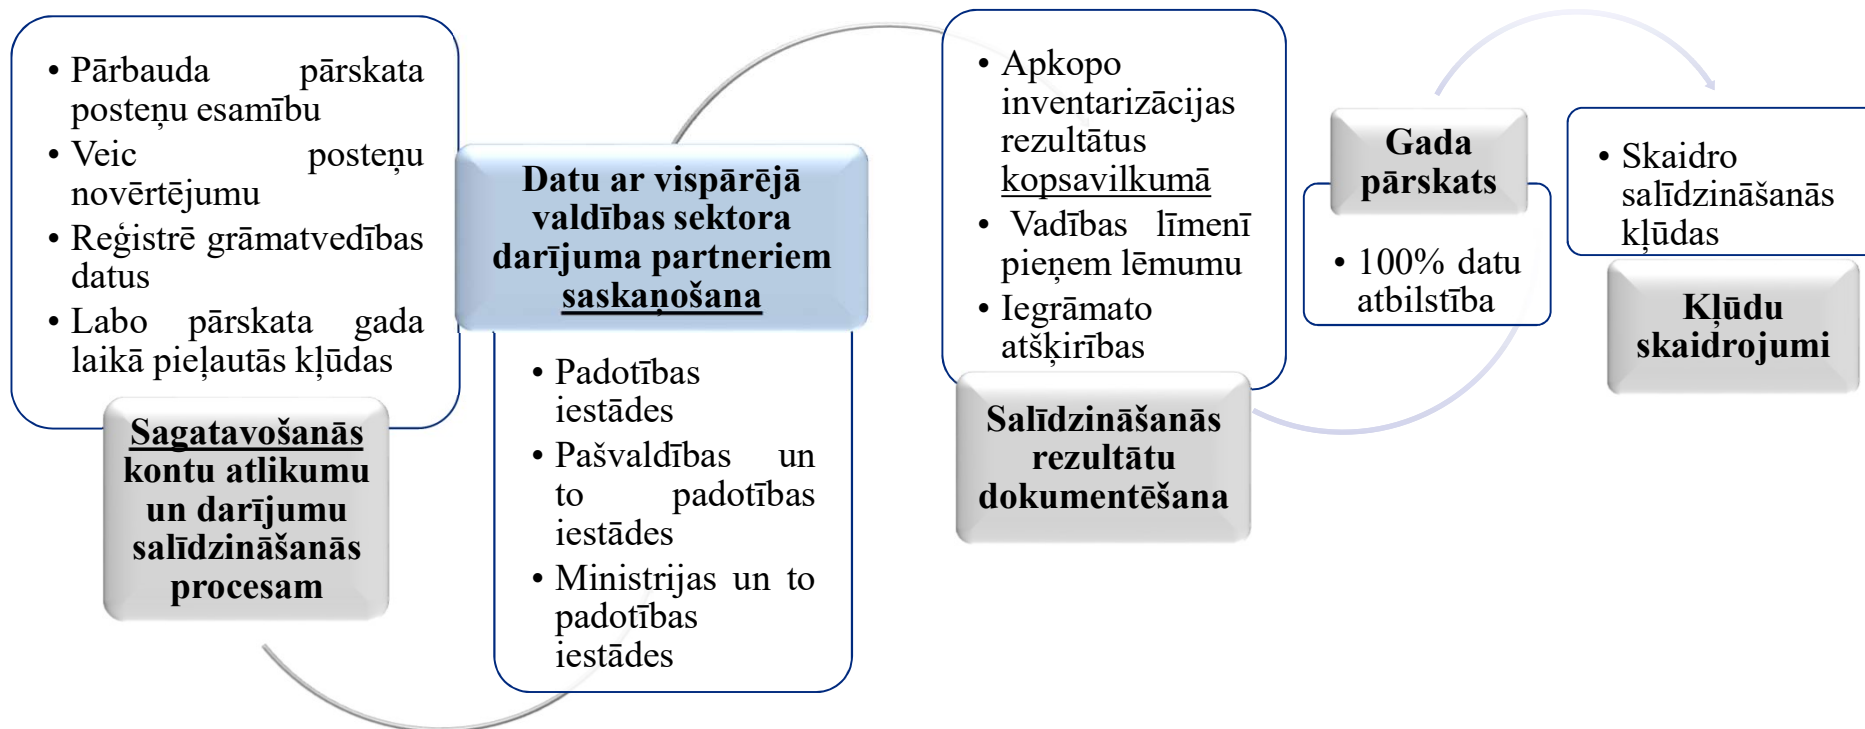 • Pārbauda pārskata
posteņu esamību
• Veic posteņu
novērtējumu
• Reģistrē grāmatvedības
datus
• Labo pārskata gada
laikā pieļautās kļūdas
Sagatavošanās
kontu atlikumu
un darījumu
salīdzināšanās
procesam
Datu ar vispārējā
valdības sektora
darījuma partneriem
saskaņošana
• Padotības
iestādes
• Pašvaldības un
to padotības
iestādes
• Ministrijas un to
padotības
iestādes
• Apkopo
inventarizācijas
rezultātus
kopsavilkumā
• Vadības līmenī
pieņem lēmumu
• Iegrāmato
atšķirības
Salīdzināšanās
rezultātu
dokumentēšana
Gada
pārskats
• 100% datu
atbilstība
• Skaidro
salīdzināšanās
kļūdas
Kļūdu
skaidrojumi